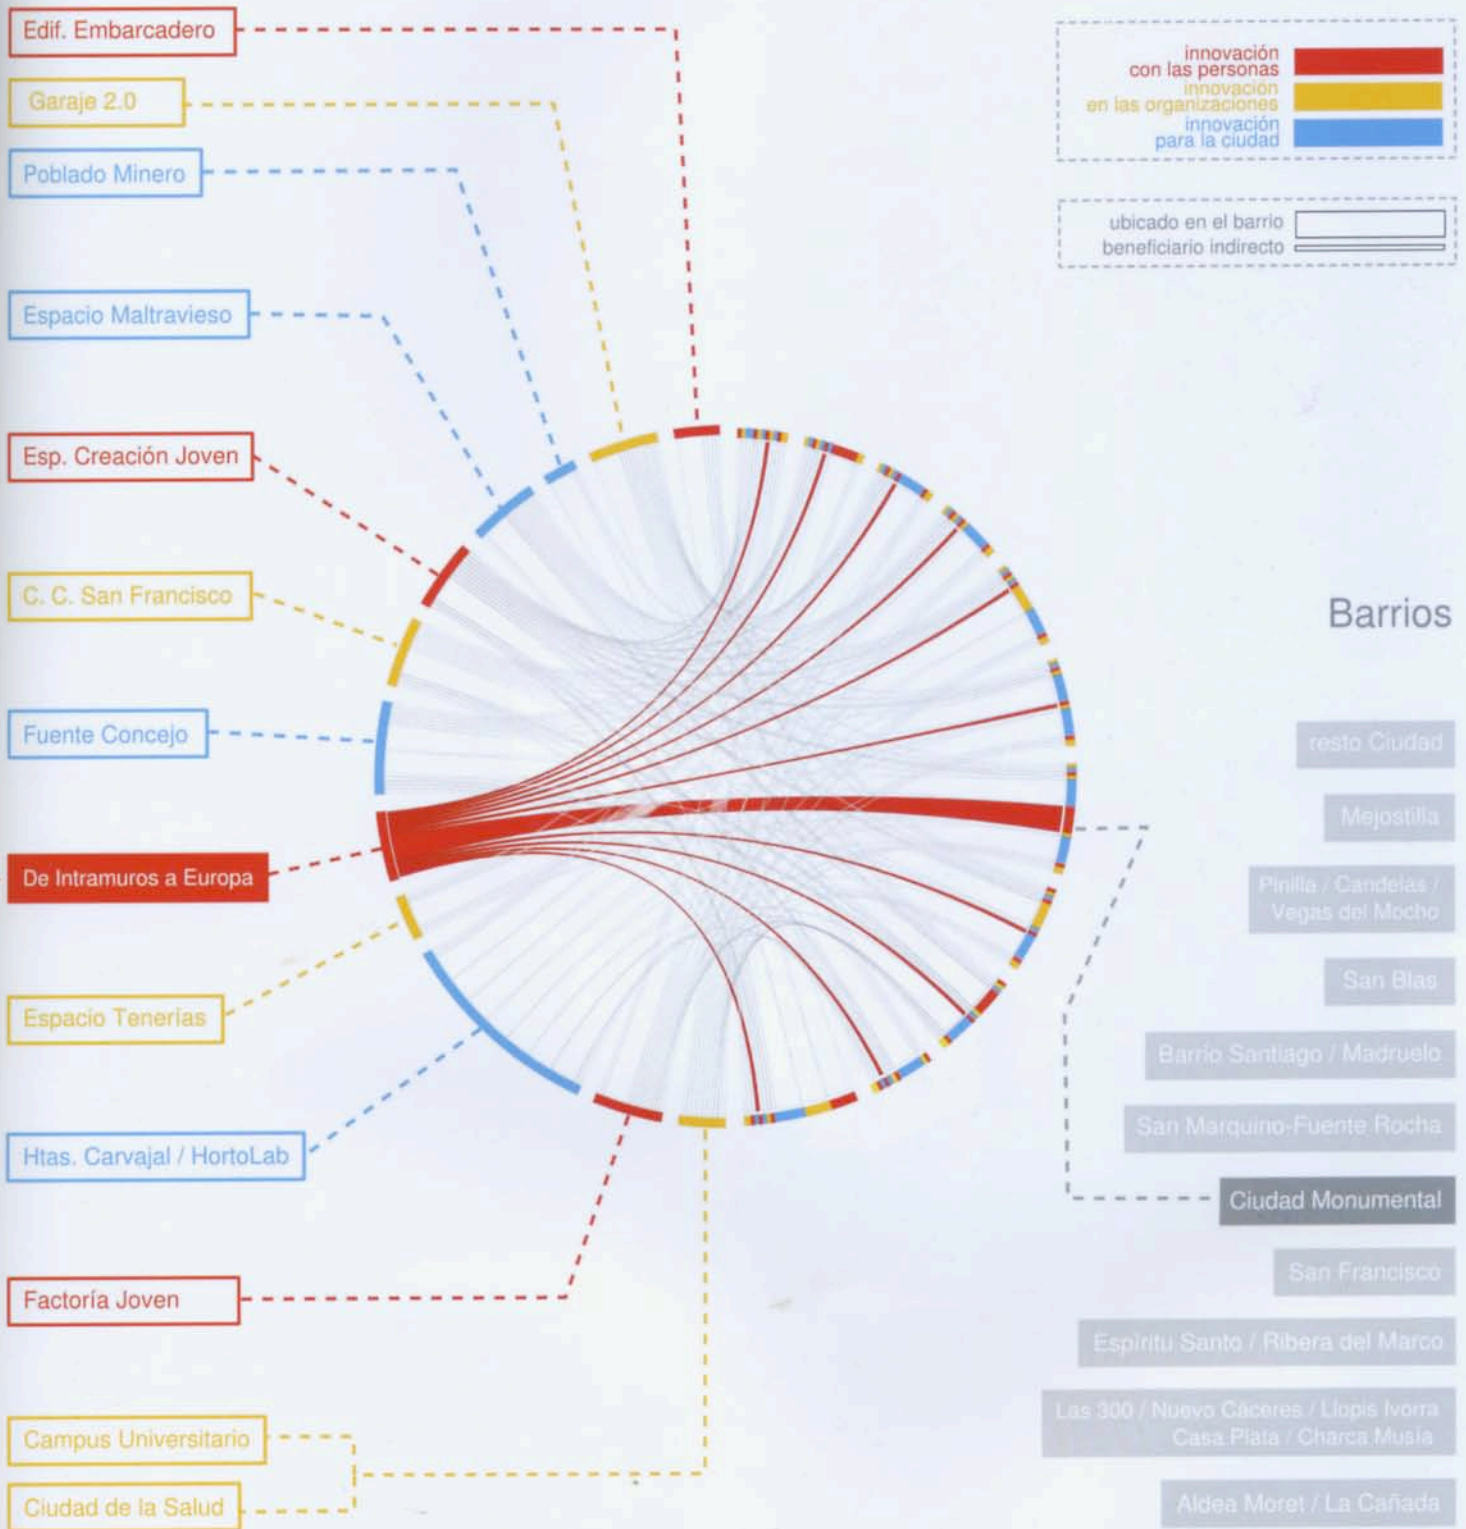 Edif. Embarcadero
Garaje 2.0
Poblado Minero
Espacio Maltravieso
Esp. Creación Joven
C. C. San Francisco
Fuente Concejo
De Intramuros a Europa
Espacio Tenerías
Htas. Carvajal / HortoLab
Factoría Joven
Campus Universitario
Ciudad de la Salud
innovación
con las personas
innovación
en las organizaciones
innovación
para la ciudad
ubicado en el barrio
beneficiario indirecto
Barrios
resto Ciudad
Mejostilla
Pinilla / Candelas /
Vegas del Mocho
San Blas
Barrio Santiago / Madruelo
San Marquino-Fuente Rocha
Ciudad Monumental
San Francisco
Espíritu Santo / Ribera del Marco
Las 300 / Nuevo Cáceres / Llopis Ivorra
Casa Plata / Charca Musia
Aldea Moret / La Cañada